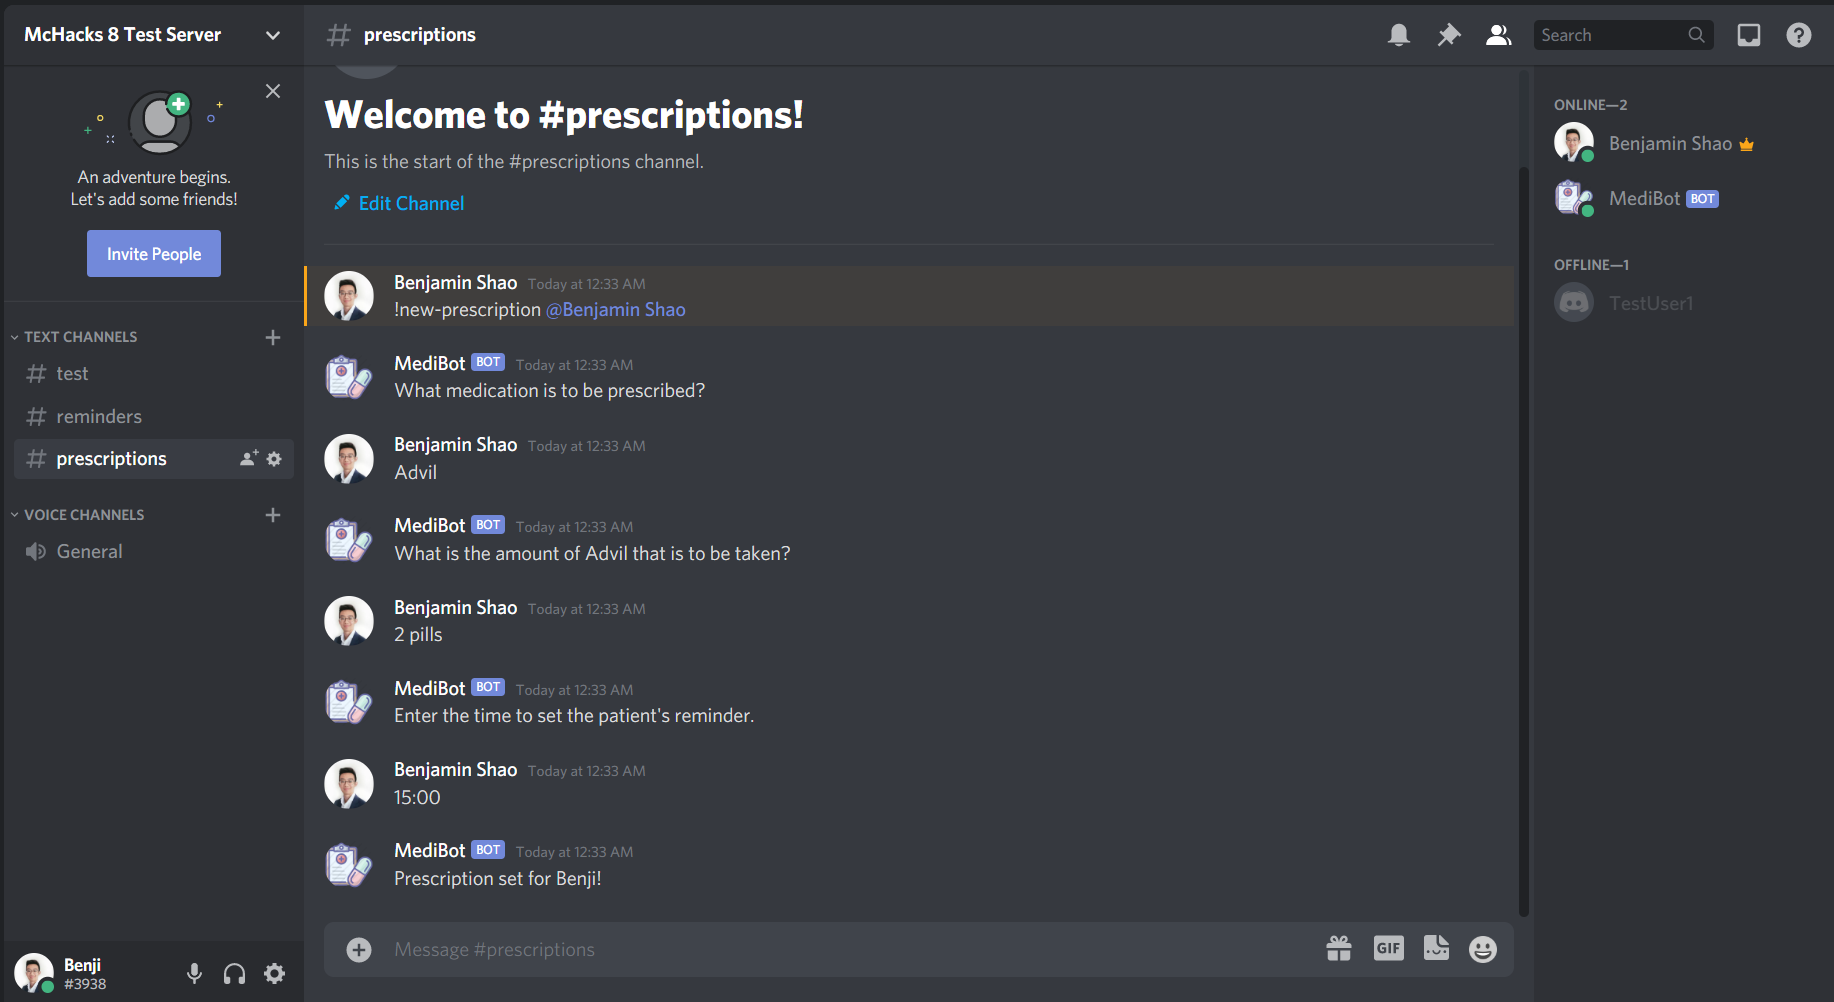 McHacks 8 Test Server
An adventure begins.
Let's add some friends!
Invite People
TEXT CHANNELS
test
reminders
prescriptions
VOICE CHANNELS
General
Benji
#3938
prescriptions
Search
Welcome to #prescriptions!
This is the start of the #prescriptions channel.
Edit Channel
Benjamin Shao Today at 12:33 AM
!new-prescription @Benjamin Shao
MediBot BOT Today at 12:33 AM
What medication is to be prescribed?
Benjamin Shao Today at 12:33 AM
Advil
MediBot BOT Today at 12:33 AM
What is the amount of Advil that is to be taken?
Benjamin Shao Today at 12:33 AM
2 pills
MediBot BOT Today at 12:33 AM
Enter the time to set the patient's reminder.
Benjamin Shao Today at 12:33 AM
15:00
MediBot BOT Today at 12:33 AM
Prescription set for Benji!
Message #prescriptions
GIF
ONLINE—2
Benjamin Shao
MediBot BOT
OFFLINE—1
TestUser1